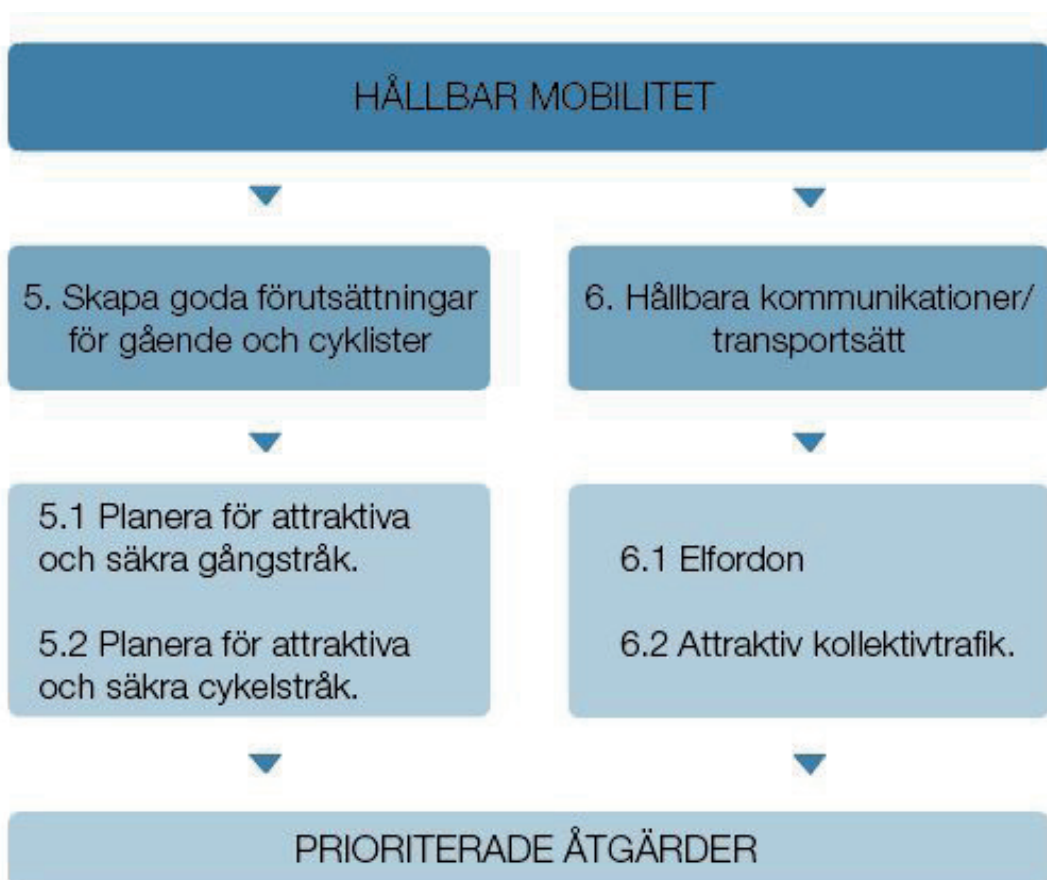 HÅLLBAR MOBILITET
5. Skapa goda förutsättningar
för gående och cyklister
6. Hållbara kommunikationer/
transportsätt
5.1 Planera för attraktiva
och säkra gångstråk.
5.2 Planera för attraktiva
och säkra cykelstråk.
6.1 Elfordon
6.2 Attraktiv kollektivtrafik.
PRIORITERADE ÅTGÄRDER